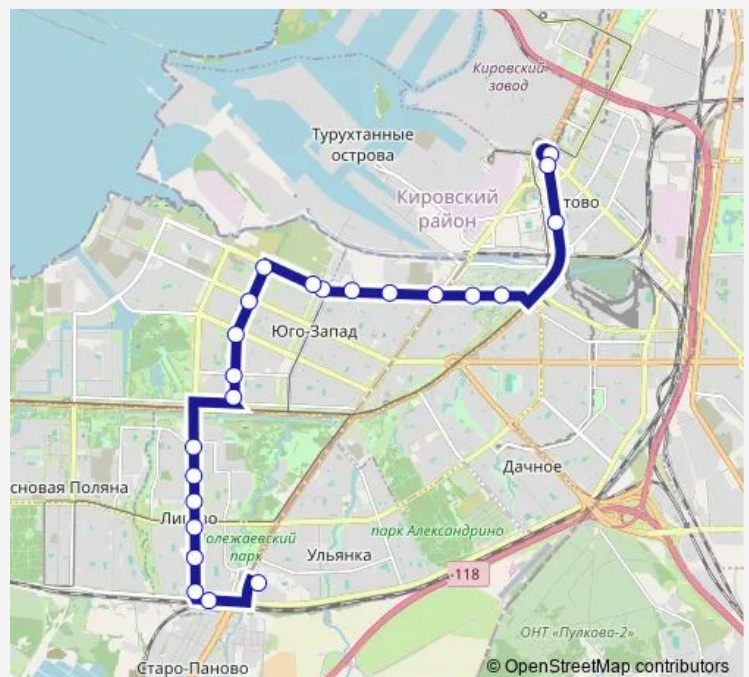 Кировский
завод
Турухтанные
острова
Кировский
район
тово
Юго-Запад
Дачное
сновая Поляна
парк Александрино
олежаевский
парк
Ульянка
-118
ОНТ «Пулково-2»
Старо-Паново
© OpenStreetMap contributors